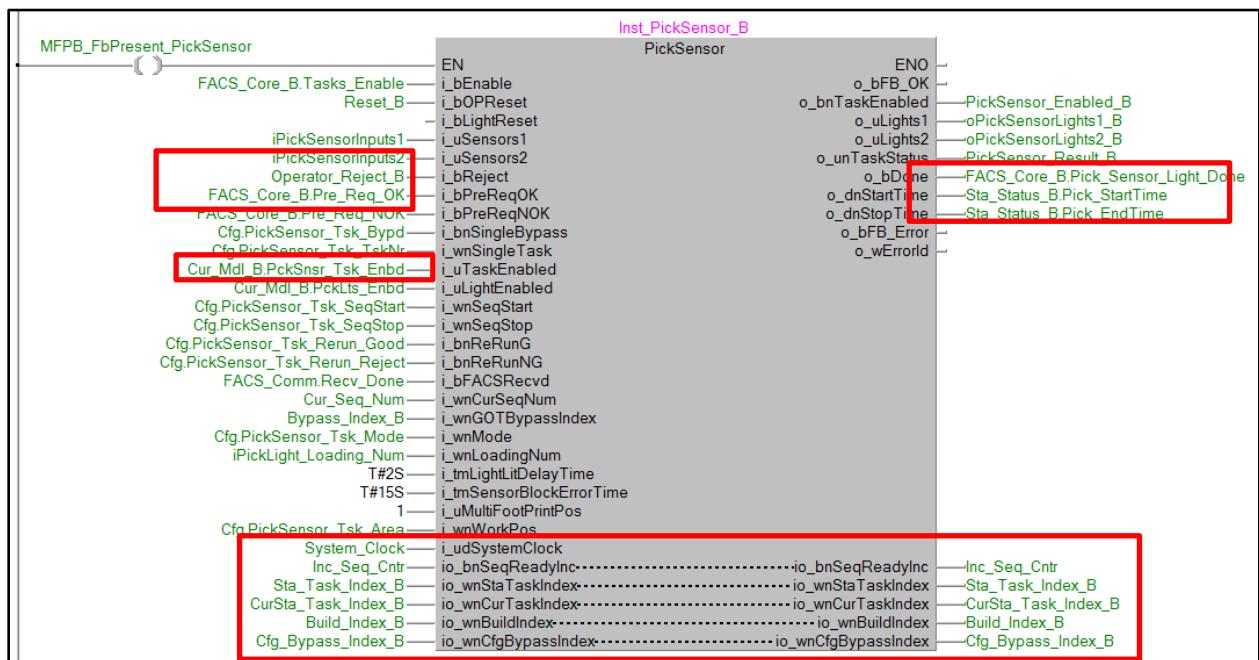 Inst_PickSensor_B
MFPB_FbPresent_PickSensor PickSensor
EN ENO
FACS_Core_B.Tasks_Enable i_bEnable o_bFB_OK
Reset_B i_bOPReset o_bnTaskEnabled PickSensor_Enabled_B
i_bLightReset o_uLights1 oPickSensorLights1_B
iPickSensorInputs1 i_uSensors1 o_uLights2 oPickSensorLights2_B
iPickSensorInputs2 i_uSensors2 o_unTaskStatus PickSensor_Result_B
Operator_Reject_B i_bReject o_bDone FACS_Core_B.Pick_Sensor_Light_Done
FACS_Core_B.Pre_Req_OK i_bPreReqOK o_dnStartTime Sta_Status_B.Pick_StartTime
FACS_Core_B.Pre_Req_NOK i_bPreReqNOK o_dnStopTime Sta_Status_B.Pick_EndTime
Cfg.PickSensor_Tsk_Bypd i_bnSingleBypass o_bFB_Error
Cfg.PickSensor_Tsk_TskNr i_wnSingleTask o_wErrorId
Cur_Mdl_B.PckSnsr_Tsk_Enbd i_uTaskEnabled
Cur_Mdl_B.PckLts_Enbd i_uLightEnabled
Cfg.PickSensor_Tsk_SeqStart i_wnSeqStart
Cfg.PickSensor_Tsk_SeqStop i_wnSeqStop
Cfg.PickSensor_Tsk_Rerun_Good i_bnReRunG
Cfg.PickSensor_Tsk_Rerun_Reject i_bnReRunNG
FACS_Comm.Recv_Done i_bFACSRecvd
Cur_Seq_Num i_wnCurSeqNum
Bypass_Index_B i_wnGOTBypassIndex
Cfg.PickSensor_Tsk_Mode i_wnMode
iPickLight_Loading_Num i_wnLoadingNum
T#2S i_tmLightLitDelayTime
T#15S i_tmSensorBlockErrorTime
1 i_uMultiFootPrintPos
Cfg.PickSensor_Tsk_Area i_wnWorkPos
System_Clock i_udSystemClock
Inc_Seq_Cntr io_bnSeqReadyInc io_bnSeqReadyInc Inc_Seq_Cntr
Sta_Task_Index_B io_wnStaTaskIndex io_wnStaTaskIndex Sta_Task_Index_B
CurSta_Task_Index_B io_wnCurTaskIndex io_wnCurTaskIndex CurSta_Task_Index_B
Build_Index_B io_wnBuildIndex io_wnBuildIndex Build_Index_B
Cfg_Bypass_Index_B io_wnCfgBypassIndex io_wnCfgBypassIndex Cfg_Bypass_Index_B